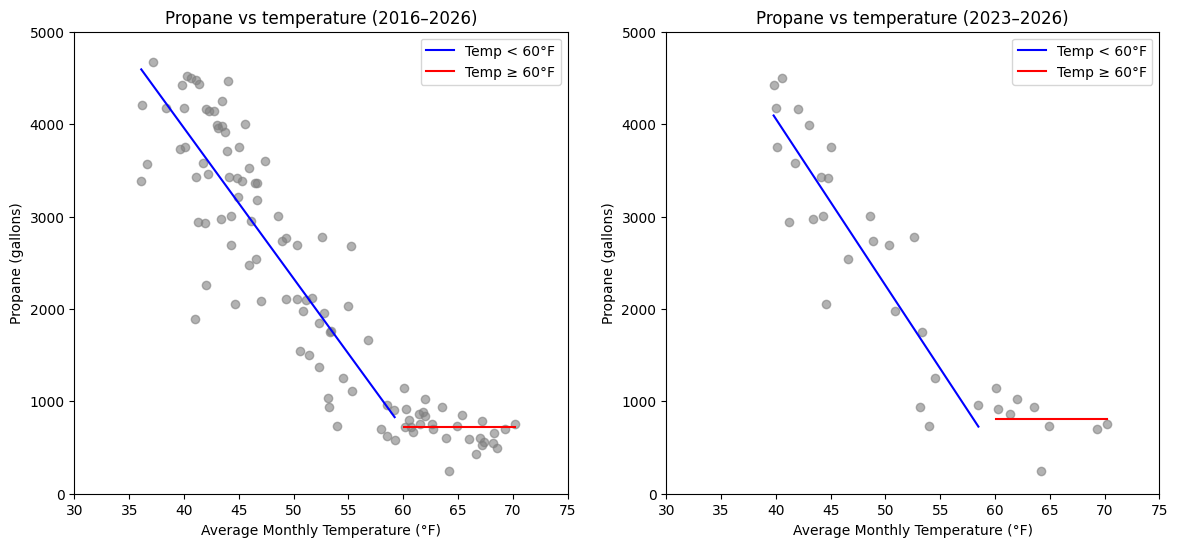 Propane vs temperature (2016–2026)
Temp < 60°F
Temp ≥ 60°F
5000
4000
3000
2000
1000
0
Propane (gallons)
30 35 40 45 50 55 60 65 70 75
Average Monthly Temperature (°F)
Propane vs temperature (2023–2026)
Temp < 60°F
Temp ≥ 60°F
5000
4000
3000
2000
1000
0
Propane (gallons)
30 35 40 45 50 55 60 65 70 75
Average Monthly Temperature (°F)